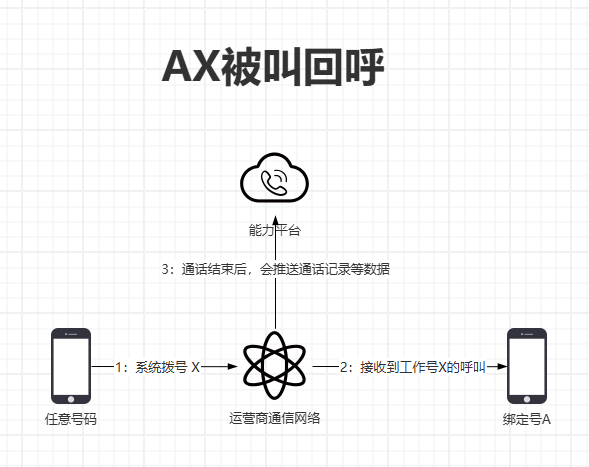 AX被叫回呼
能力平台
3：通话结束后，会推送通话记录等数据
1：系统拨号 X
2：接收到工作号X的呼叫
任意号码
运营商通信网络
绑定号A